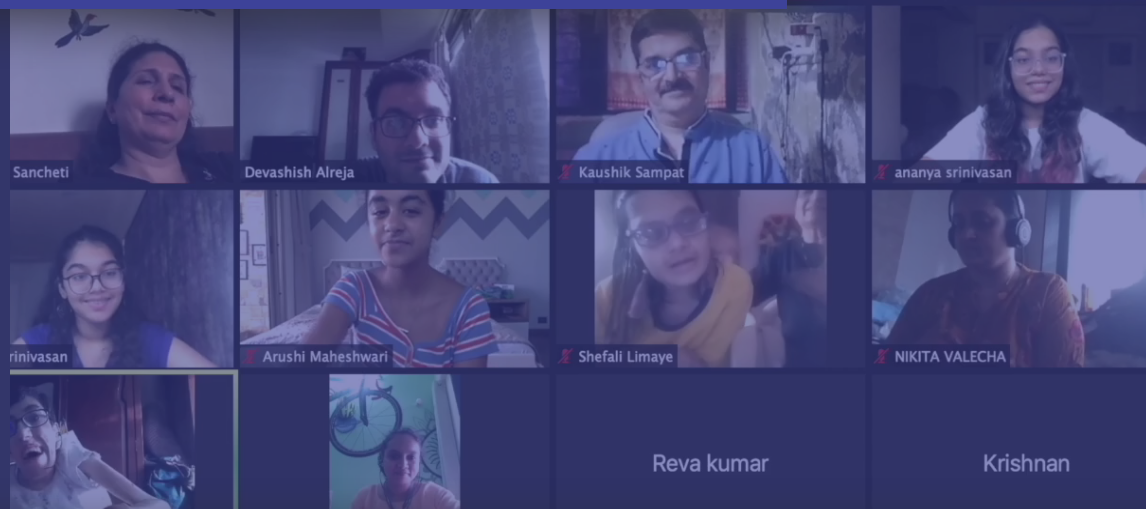 Sancheti
Devashish Alreja
Kaushik Sampat
ananya srinivasan
rinivasan
Arushi Maheshwari
Shefali Limaye
NIKITA VALECHA
Reva kumar
Krishnan